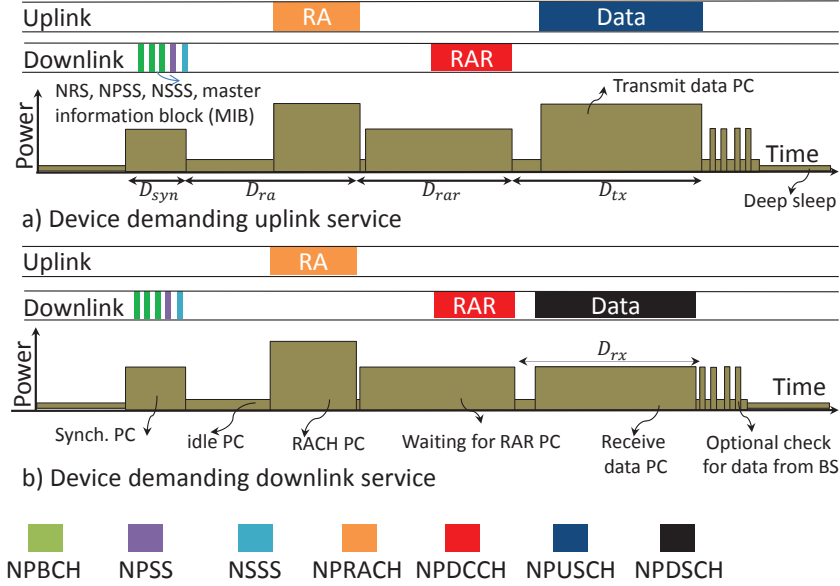 Uplink RA Data
Downlink RAR
NRS, NPSS, NSSS, master
information block (MIB)
Transmit data PC
Power
Time
D_syn D_ra D_rar D_tx
Deep sleep
a) Device demanding uplink service
Uplink RA
Downlink RAR Data
D_rx
Power
Time
Synch. PC idle PC RACH PC Waiting for RAR PC
Receive
data PC
Optional check
for data from BS
b) Device demanding downlink service
NPBCH NPSS NSSS NPRACH NPDCCH NPUSCH NPDSCH